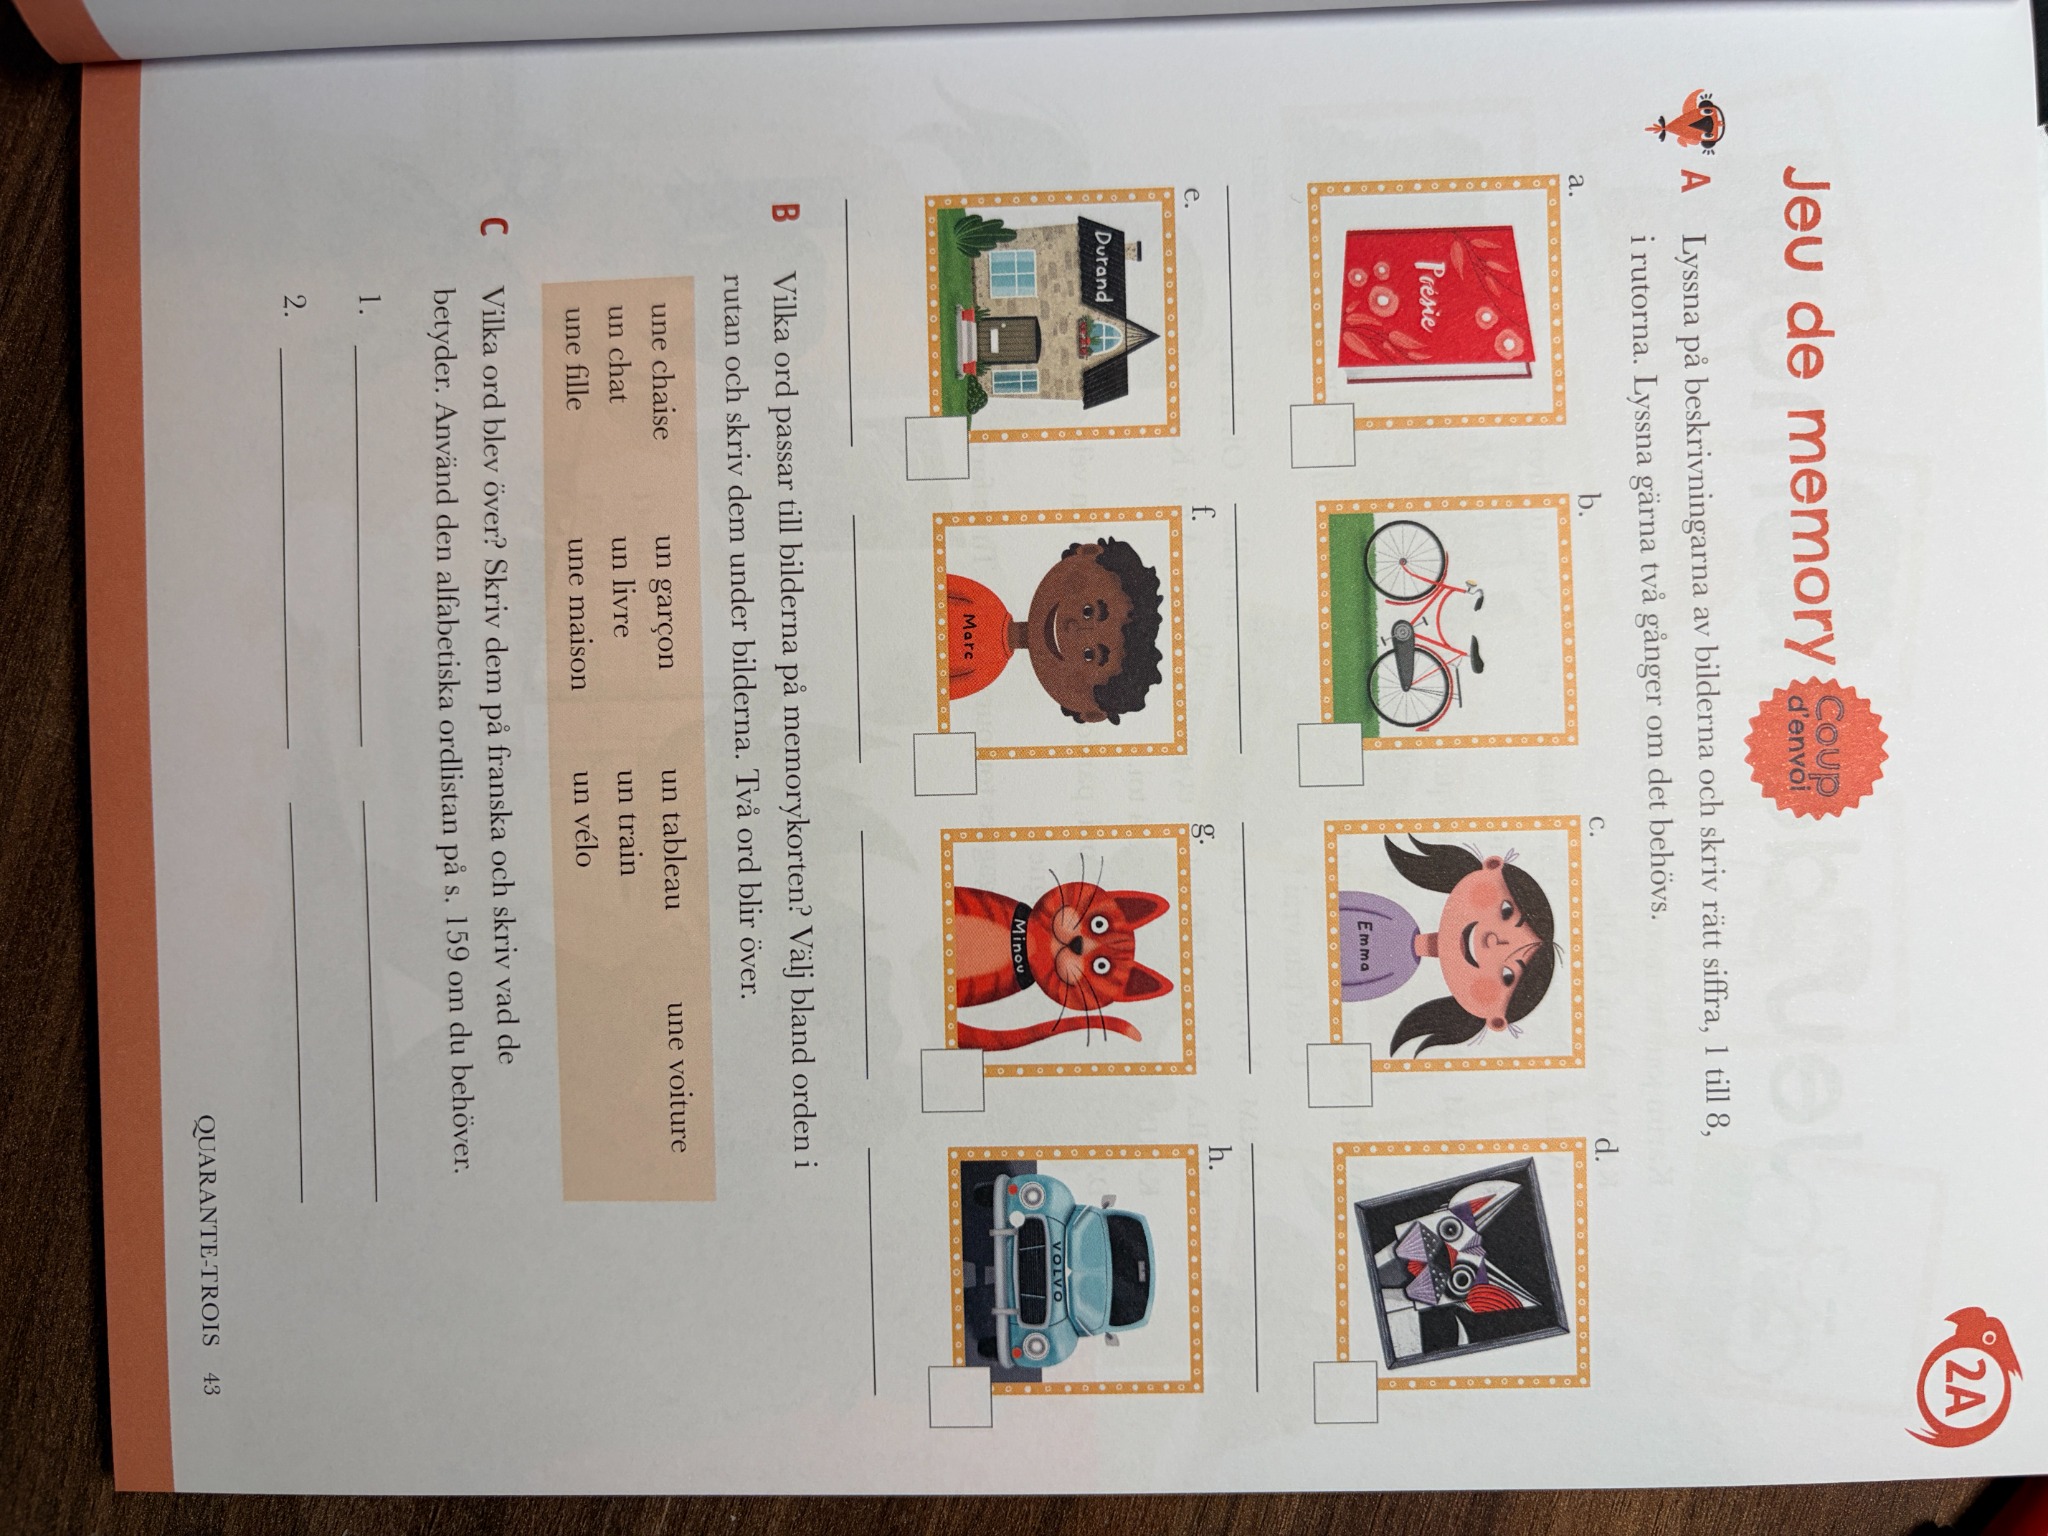 2A
Jeu de memory
Coup
d'envoi
A Lyssna på beskrivningarna av bilderna och skriv rätt siffra, 1 till 8,
i rutorna. Lyssna gärna två gånger om det behövs.
a. b. c. d.
Poésie
Emma
e. f. g. h.
Durand
Marc
Minou
VOLVO
B Vilka ord passar till bilderna på memorykorten? Välj bland orden i
rutan och skriv dem under bilderna. Två ord blir över.
une chaise un garçon un tableau une voiture
un chat un livre un train
une fille une maison un vélo
C Vilka ord blev över? Skriv dem på franska och skriv vad de
betyder. Använd den alfabetiska ordlistan på s. 159 om du behöver.
1.
2.
QUARANTE-TROIS 43